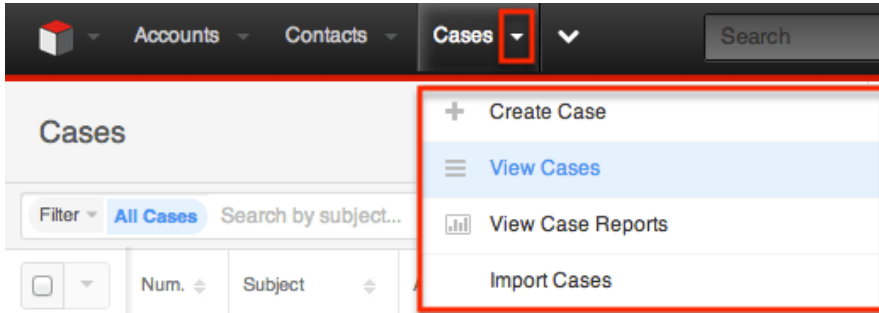 Accounts Contacts Cases Search
Cases
Create Case
View Cases
View Case Reports
Import Cases
Filter All Cases Search by subject...
Num. Subject